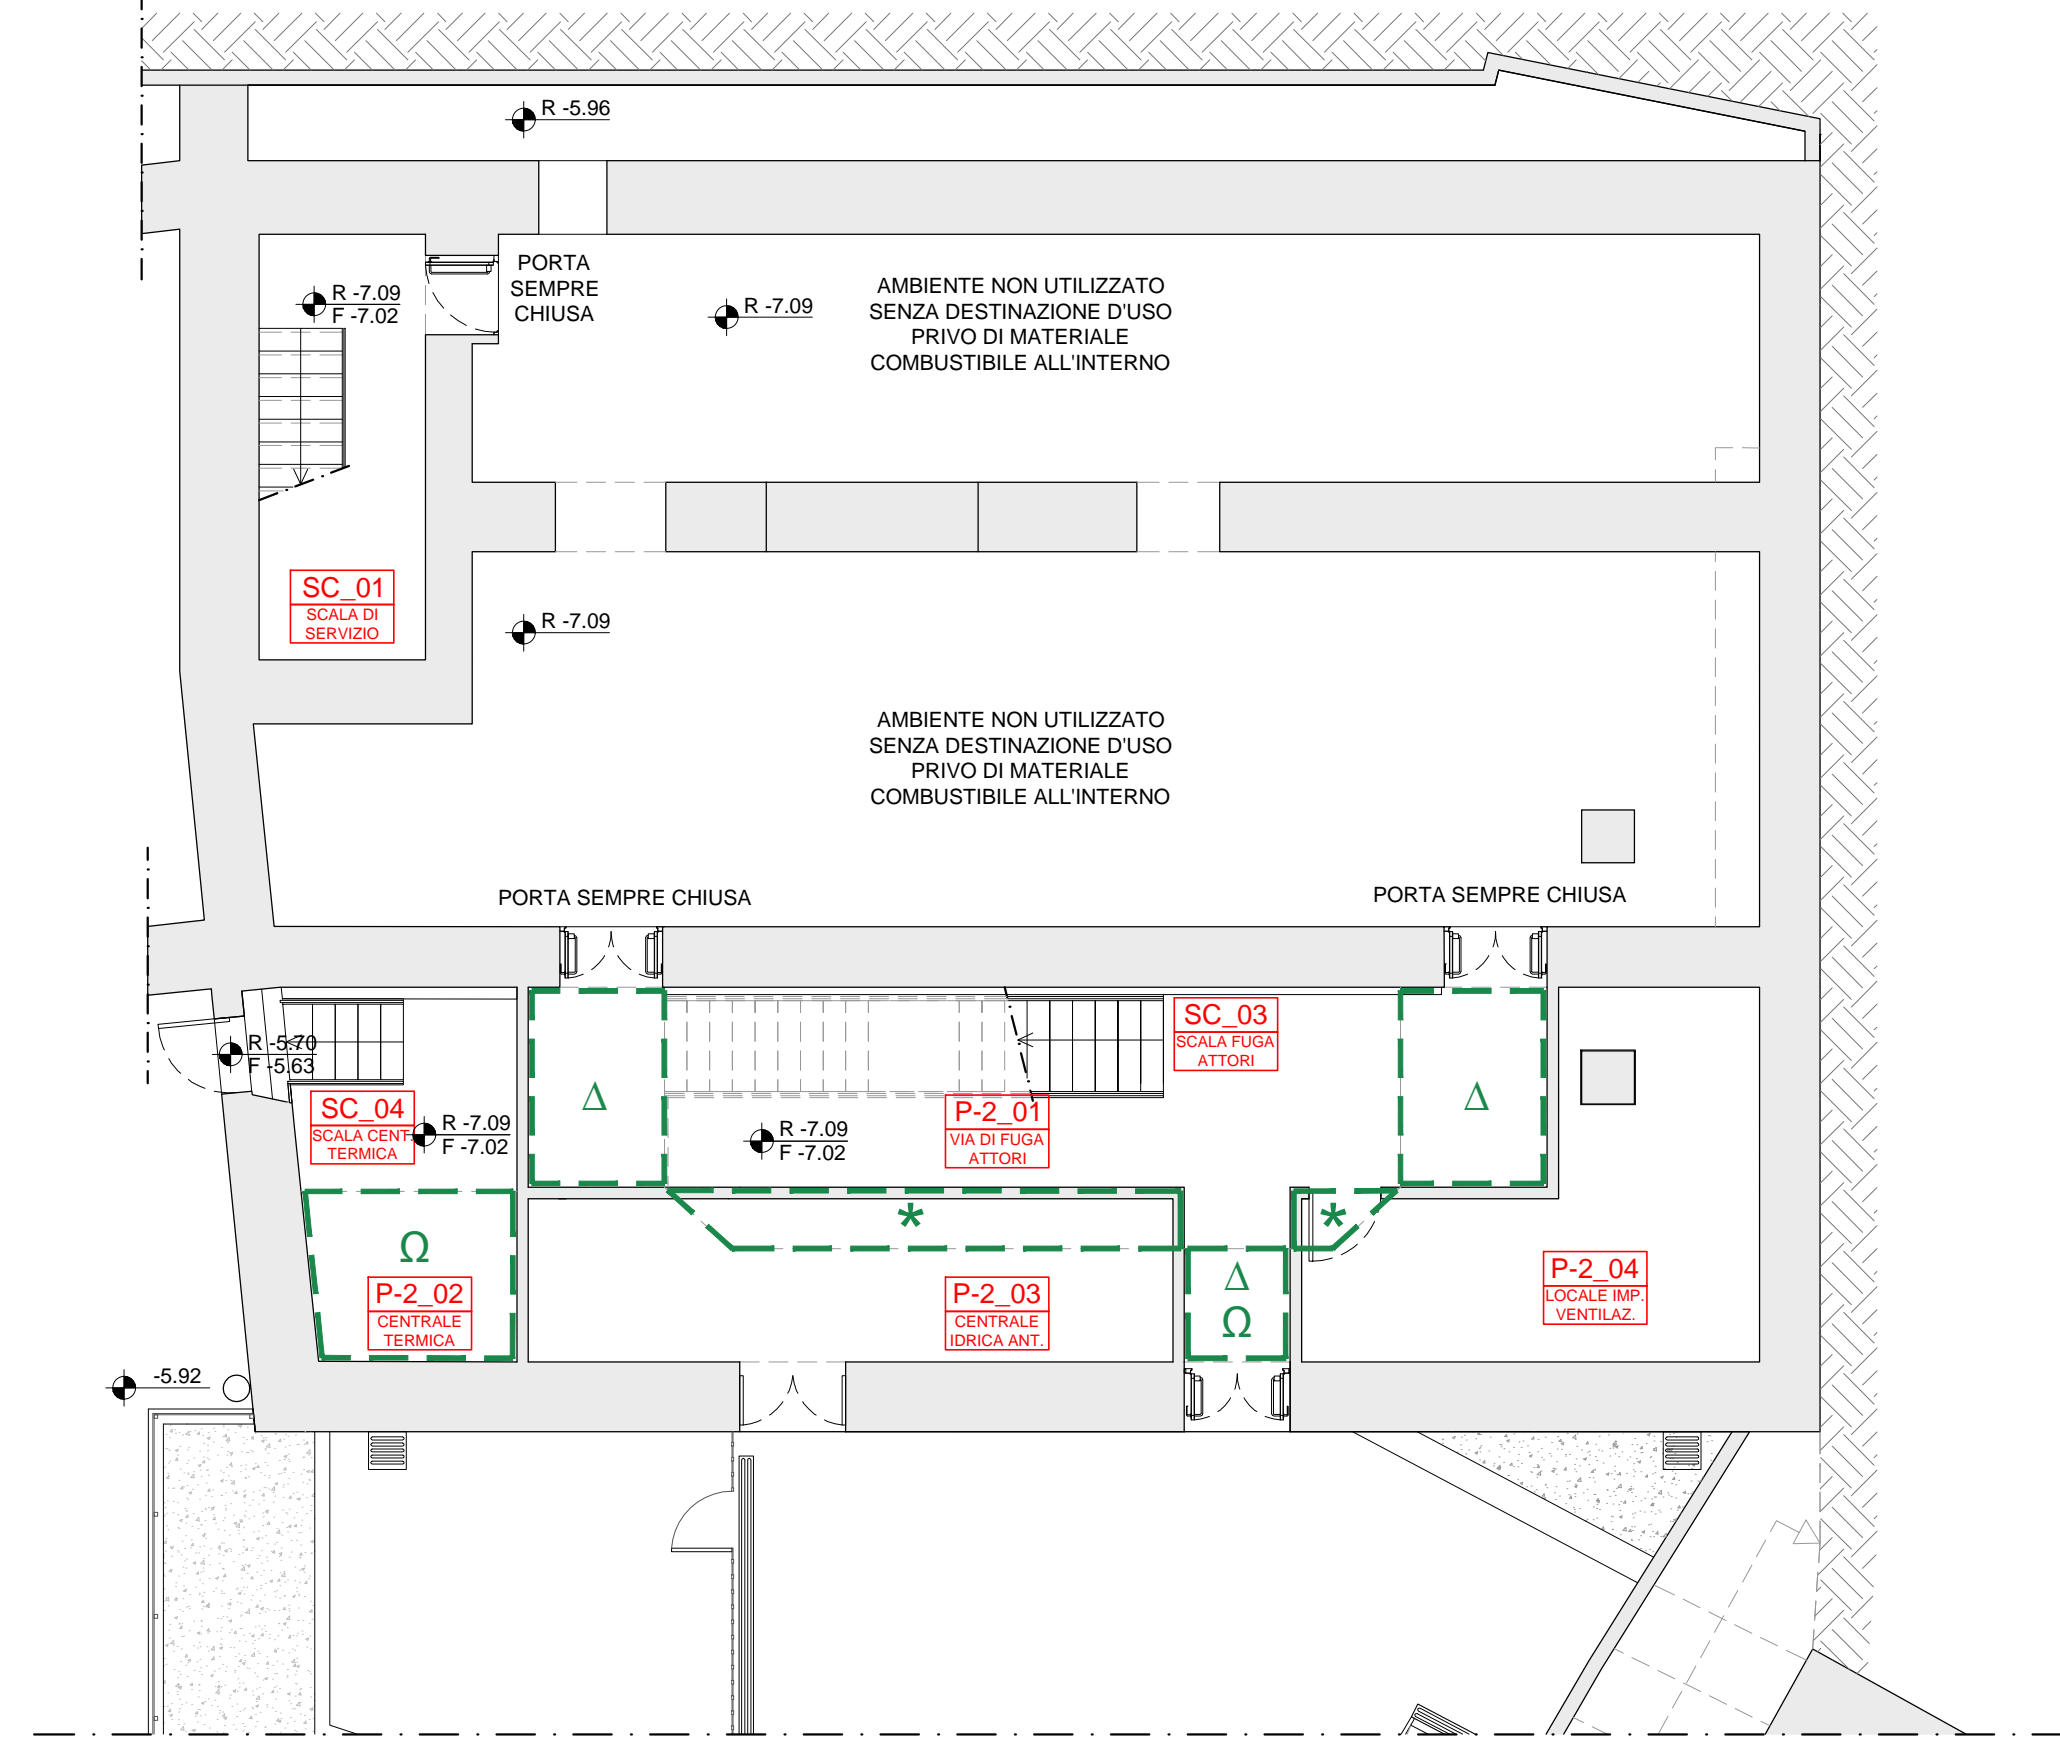 R -5.96
PORTA
SEMPRE
CHIUSA
R -7.09
F -7.02
R -7.09
AMBIENTE NON UTILIZZATO
SENZA DESTINAZIONE D'USO
PRIVO DI MATERIALE
COMBUSTIBILE ALL'INTERNO
SC_01
SCALA DI
SERVIZIO
R -7.09
AMBIENTE NON UTILIZZATO
SENZA DESTINAZIONE D'USO
PRIVO DI MATERIALE
COMBUSTIBILE ALL'INTERNO
PORTA SEMPRE CHIUSA
PORTA SEMPRE CHIUSA
R -5.70
F -5.63
SC_03
SCALA FUGA
ATTORI
SC_04
SCALA CENT.
TERMICA
R -7.09
F -7.02
Δ
R -7.09
F -7.02
P-2_01
VIA DI FUGA
ATTORI
Δ
*
*
Ω
P-2_02
CENTRALE
TERMICA
P-2_03
CENTRALE
IDRICA ANT.
Δ
Ω
P-2_04
LOCALE IMP.
VENTILAZ.
-5.92